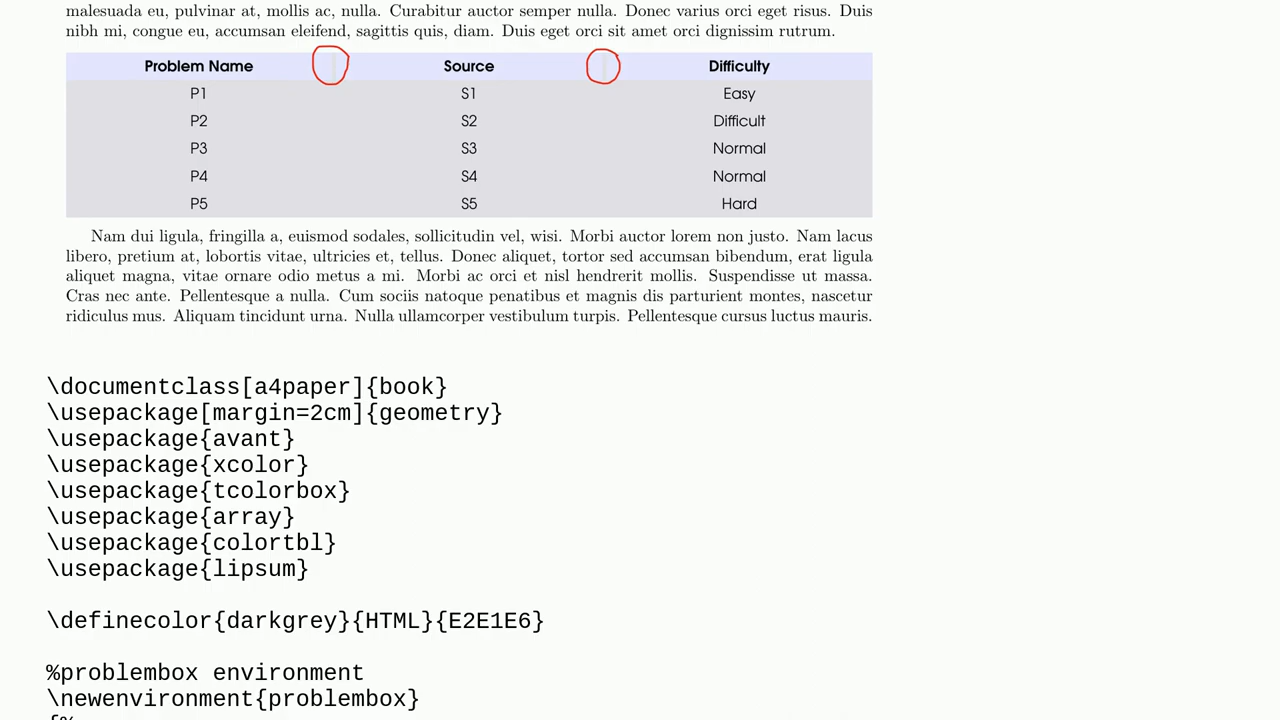 malesuada eu, pulvinar at, mollis ac, nulla. Curabitur auctor semper nulla. Donec varius orci eget risus. Duis
nibh mi, congue eu, accumsan eleifend, sagittis quis, diam. Duis eget orci sit amet orci dignissim rutrum.
Problem Name Source Difficulty
P1 S1 Easy
P2 S2 Difficult
P3 S3 Normal
P4 S4 Normal
P5 S5 Hard
Nam dui ligula, fringilla a, euismod sodales, sollicitudin vel, wisi. Morbi auctor lorem non justo. Nam lacus
libero, pretium at, lobortis vitae, ultricies et, tellus. Donec aliquet, tortor sed accumsan bibendum, erat ligula
aliquet magna, vitae ornare odio metus a mi. Morbi ac orci et nisl hendrerit mollis. Suspendisse ut massa.
Cras nec ante. Pellentesque a nulla. Cum sociis natoque penatibus et magnis dis parturient montes, nascetur
ridiculus mus. Aliquam tincidunt urna. Nulla ullamcorper vestibulum turpis. Pellentesque cursus luctus mauris.
\documentclass[a4paper]{book}
\usepackage[margin=2cm]{geometry}
\usepackage{avant}
\usepackage{xcolor}
\usepackage{tcolorbox}
\usepackage{array}
\usepackage{colortbl}
\usepackage{lipsum}
\definecolor{darkgrey}{HTML}{E2E1E6}
%problembox environment
\newenvironment{problembox}
{%